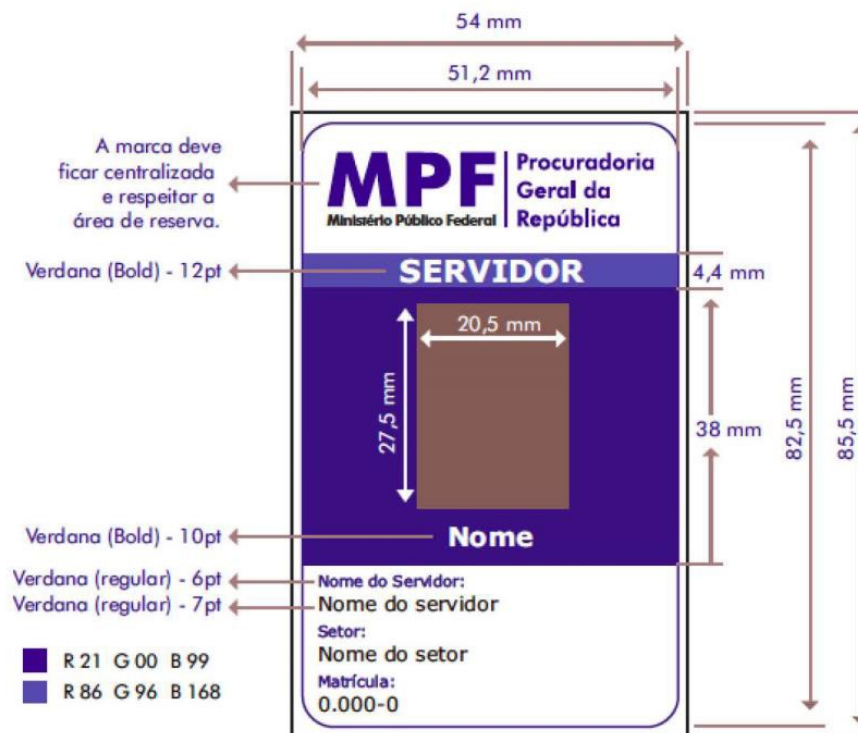 54 mm
51,2 mm
A marca deve
ficar centralizada
e respeitar a
área de reserva.
MPF
Ministério Público Federal
Procuradoria
Geral da
República
Verdana (Bold) - 12pt
SERVIDOR
4,4 mm
20,5 mm
27,5 mm
38 mm
82,5 mm
85,5 mm
Verdana (Bold) - 10pt
Nome
Verdana (regular) - 6pt
Nome do Servidor:
Verdana (regular) - 7pt
Nome do servidor
Setor:
Nome do setor
Matrícula:
0.000-0
R 21 G 00 B 99
R 86 G 96 B 168